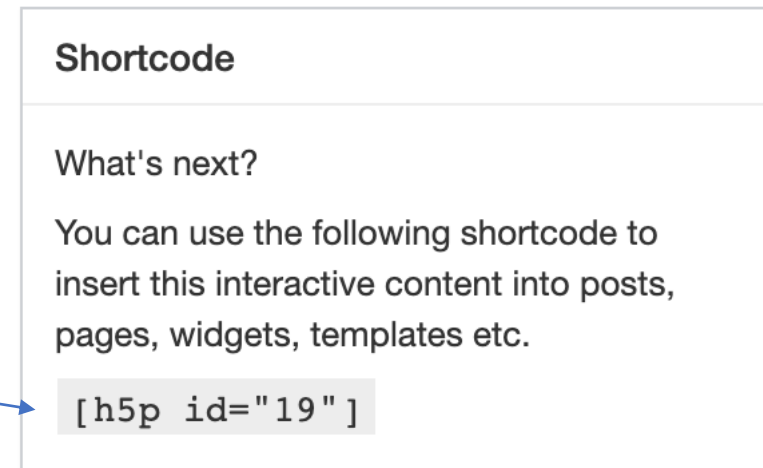 Shortcode
What's next?
You can use the following shortcode to
insert this interactive content into posts,
pages, widgets, templates etc.
[h5p id="19"]